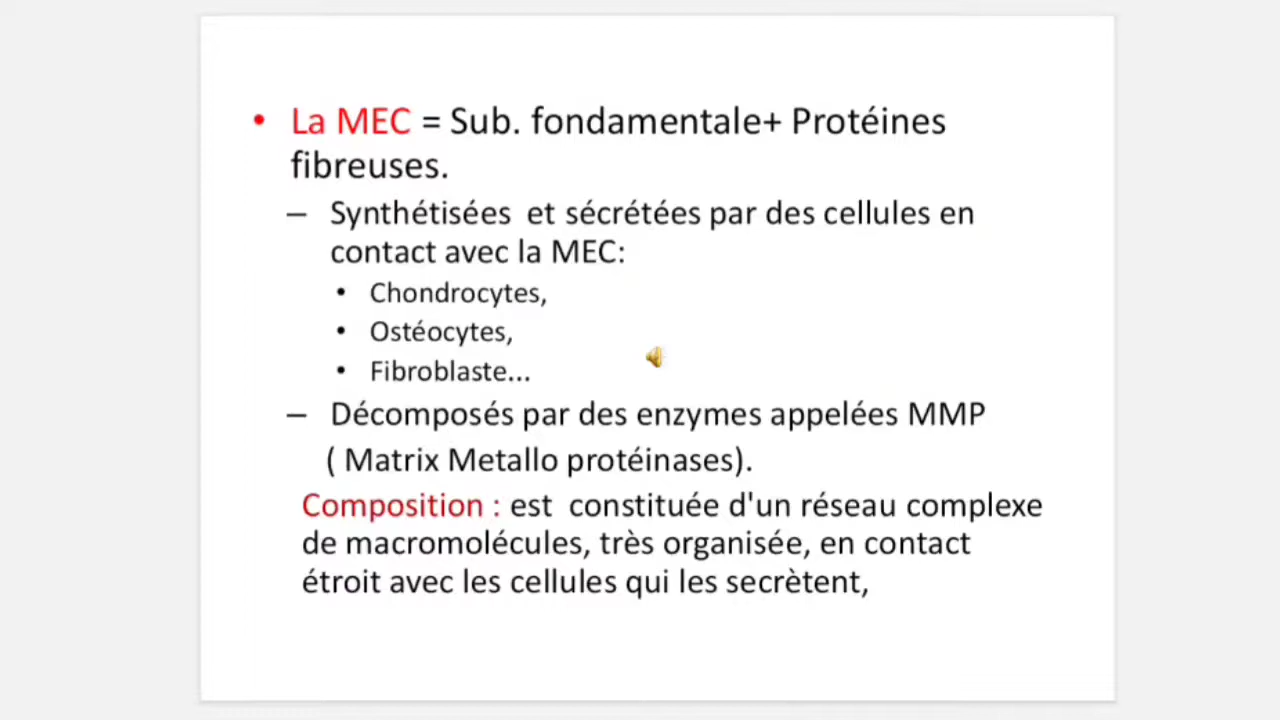 • La MEC = Sub. fondamentale+ Protéines
fibreuses.
– Synthétisées et sécrétées par des cellules en
contact avec la MEC:
• Chondrocytes,
• Ostéocytes,
• Fibroblaste...
– Décomposés par des enzymes appelées MMP
( Matrix Metallo protéinases).
Composition : est constituée d'un réseau complexe
de macromolécules, très organisée, en contact
étroit avec les cellules qui les secrètent,